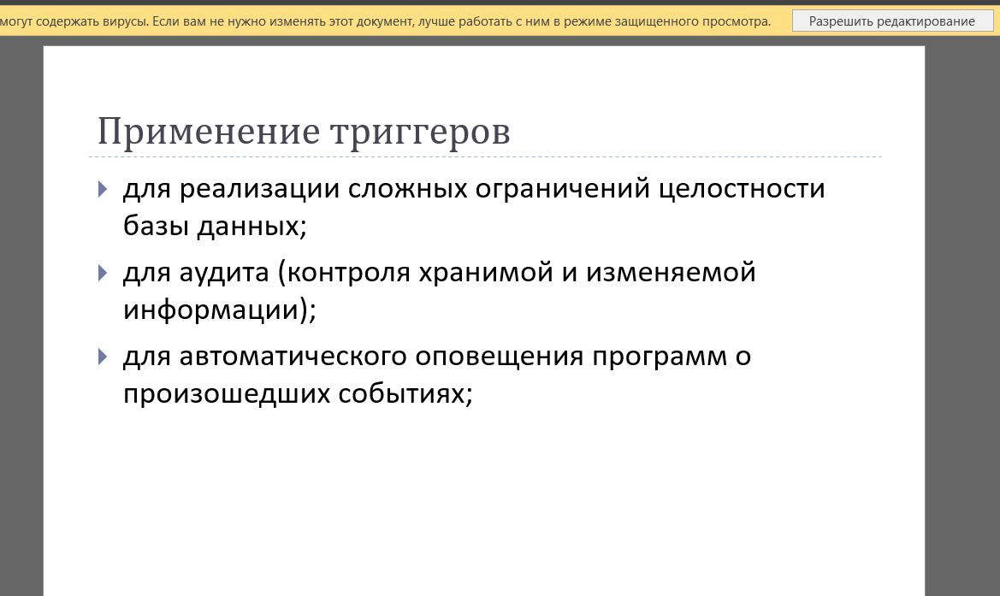 могут содержать вирусы. Если вам не нужно изменять этот документ, лучше работать с ним в режиме защищенного просмотра. Разрешить редактирование
Применение триггеров
для реализации сложных ограничений целостности
базы данных;
для аудита (контроля хранимой и изменяемой
информации);
для автоматического оповещения программ о
произошедших событиях;